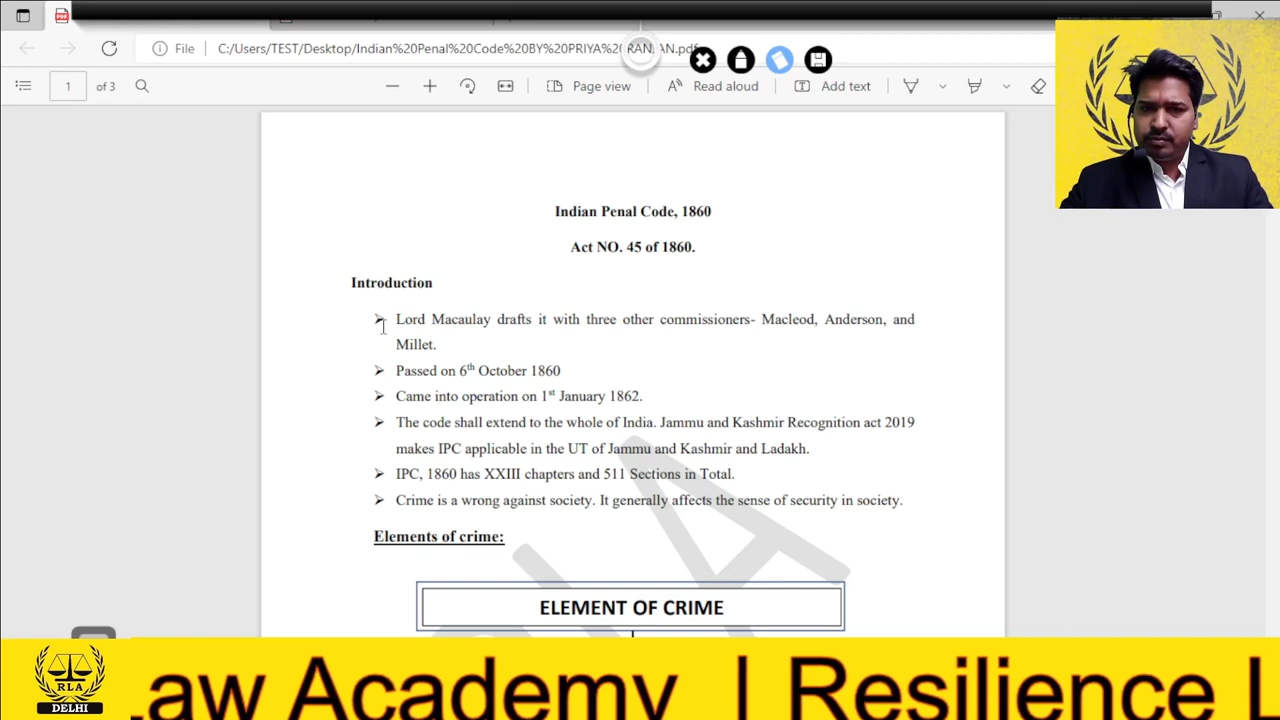 File
C:/Users/TEST/Desktop/Indian%20Penal%20Code%20BY%20PRIYA%20
1 of 3
Page view
Read aloud
Add text
Indian Penal Code, 1860
Act NO. 45 of 1860.
Introduction
➢ Lord Macaulay drafts it with three other commissioners- Macleod, Anderson, and
Millet.
➢ Passed on 6th October 1860
➢ Came into operation on 1st January 1862.
➢ The code shall extend to the whole of India. Jammu and Kashmir Recognition act 2019
makes IPC applicable in the UT of Jammu and Kashmir and Ladakh.
➢ IPC, 1860 has XXIII chapters and 511 Sections in Total.
➢ Crime is a wrong against society. It generally affects the sense of security in society.
Elements of crime:
ELEMENT OF CRIME
RLA
DELHI
aw Academy | Resilience L